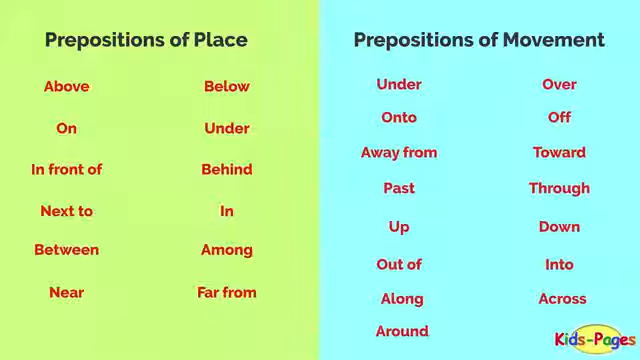 Prepositions of Place
Above Below
On Under
In front of Behind
Next to In
Between Among
Near Far from
Prepositions of Movement
Under Over
Onto Off
Away from Toward
Past Through
Up Down
Out of Into
Along Across
Around
Kids-Pages